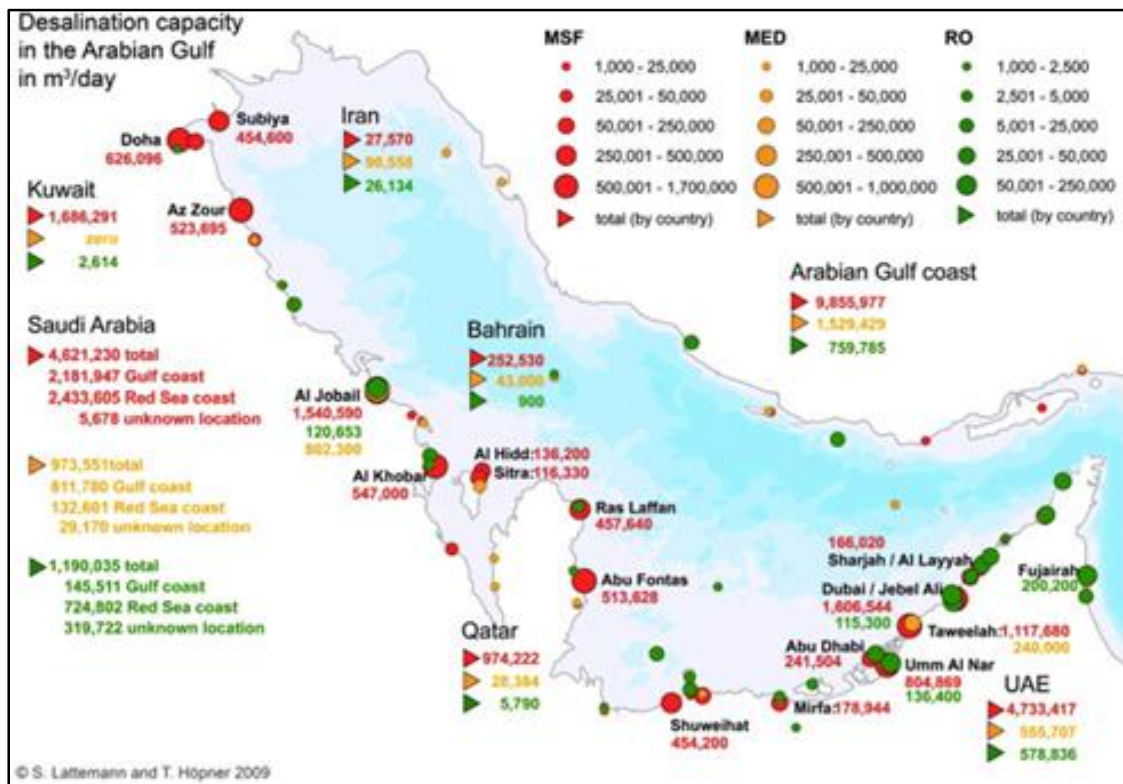 Desalination capacity
in the Arabian Gulf
in m³/day
MSF
1,000 - 25,000
25,001 - 50,000
50,001 - 250,000
250,001 - 500,000
500,001 - 1,700,000
total (by country)
MED
1,000 - 25,000
25,001 - 50,000
50,001 - 250,000
250,001 - 500,000
500,001 - 1,000,000
total (by country)
RO
1,000 - 2,500
2,501 - 5,000
5,001 - 25,000
25,001 - 50,000
50,001 - 250,000
total (by country)
Subiya
454,600
Doha
626,096
Iran
27,570
26,134
Kuwait
1,686,291
zero
2,614
Az Zour
523,695
Arabian Gulf coast
9,855,977
1,529,429
759,785
Saudi Arabia
4,621,230 total
2,181,947 Gulf coast
2,433,605 Red Sea coast
5,678 unknown location
973,551total
811,780 Gulf coast
132,601 Red Sea coast
29,170 unknown location
1,190,035 total
145,511 Gulf coast
724,802 Red Sea coast
319,722 unknown location
Bahrain
252,530
43,000
900
Al Jobail
1,540,590
120,653
802,300
Al Khobar
547,000
Al Hidd:136,200
Sitra:116,330
Ras Laffan
457,640
Abu Fontas
513,628
Qatar
974,222
28,384
5,790
166,020
Sharjah / Al Layyah
Fujairah
200,200
Dubai / Jebel Ali
1,606,544
115,300
Taweelah:1,117,680
240,000
Abu Dhabi
241,504
Umm Al Nar
804,869
136,400
Mirfa:178,944
Shuweihat
454,200
UAE
4,733,417
555,707
578,836
© S. Lattemann and T. Höpner 2009